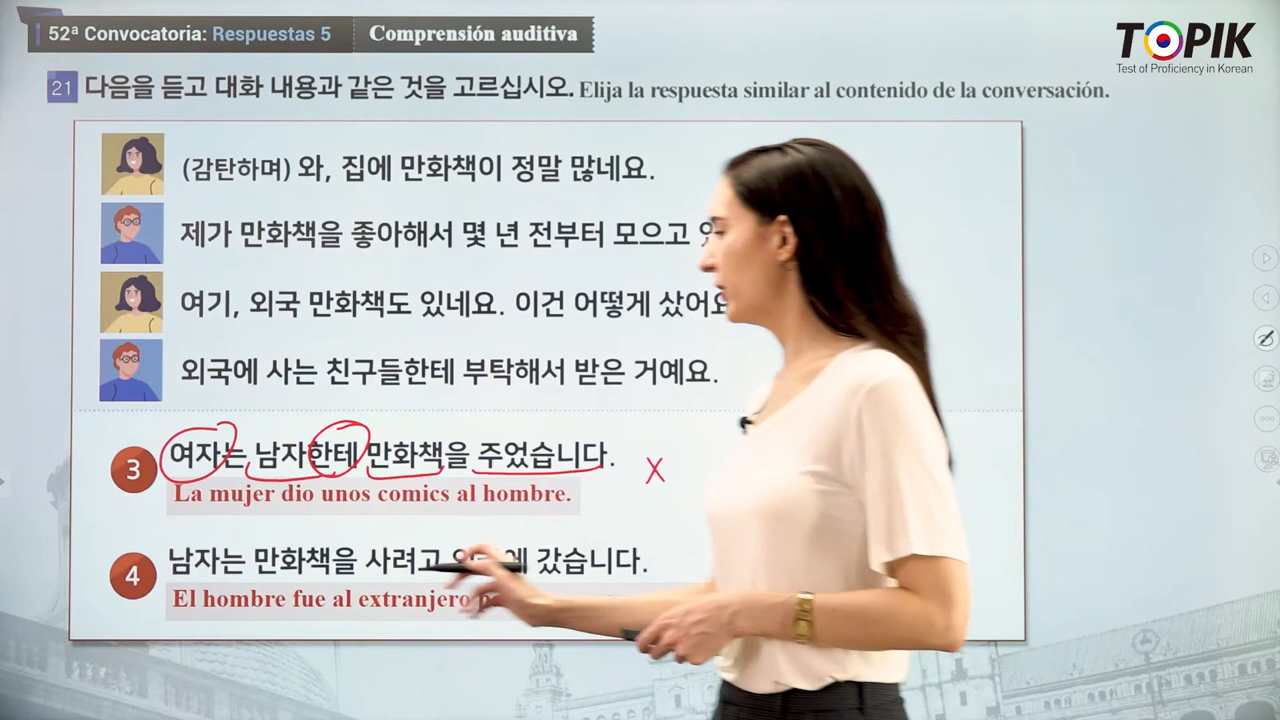 52ª Convocatoria: Respuestas 5 Comprensión auditiva
TOPIK
Test of Proficiency in Korean
21 다음을 듣고 대화 내용과 같은 것을 고르십시오. Elija la respuesta similar al contenido de la conversación.
(감탄하며) 와, 집에 만화책이 정말 많네요.
제가 만화책을 좋아해서 몇 년 전부터 모으고
여기, 외국 만화책도 있네요. 이건 어떻게
외국에 사는 친구들한테 부탁해서 받은 거예요.
3 여자는 남자한테 만화책을 주었습니다. X
La mujer dio unos comics al hombre.
4 남자는 만화책을 사려고 갔습니다.
El hombre fue al extranjero